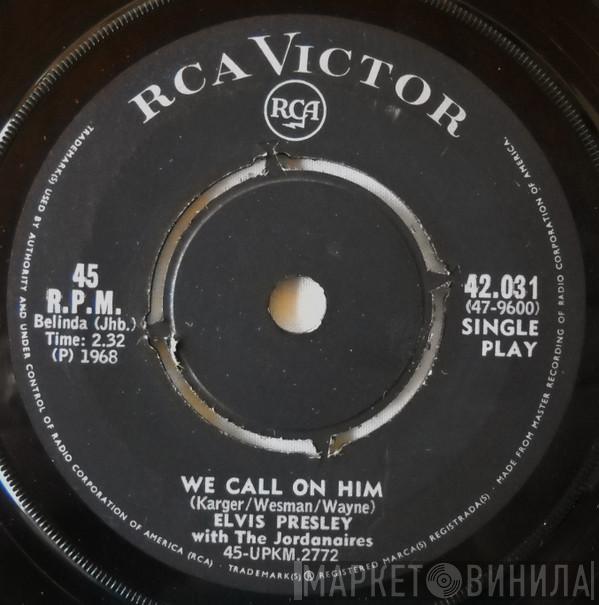 RCA VICTOR
RCA
45
R.P.M.
Belinda (Jhb.)
Time: 2.32
(P) 1968
42.031
(47-9600)
SINGLE
PLAY
WE CALL ON HIM
(Karger/Wesman/Wayne)
ELVIS PRESLEY
with The Jordanaires
45-UPKM.2772
TRADEMARK(S) USED BY AUTHORITY AND UNDER CONTROL OF RADIO CORPORATION OF AMERICA (RCA) . TRADEMARK(S) ® REGISTERED . MARCA(S) REGISTRADA(S) . MADE FROM MASTER RECORDING OF RADIO CORPORATION OF AMERICA.
МАРКЕТ ВИНИЛА